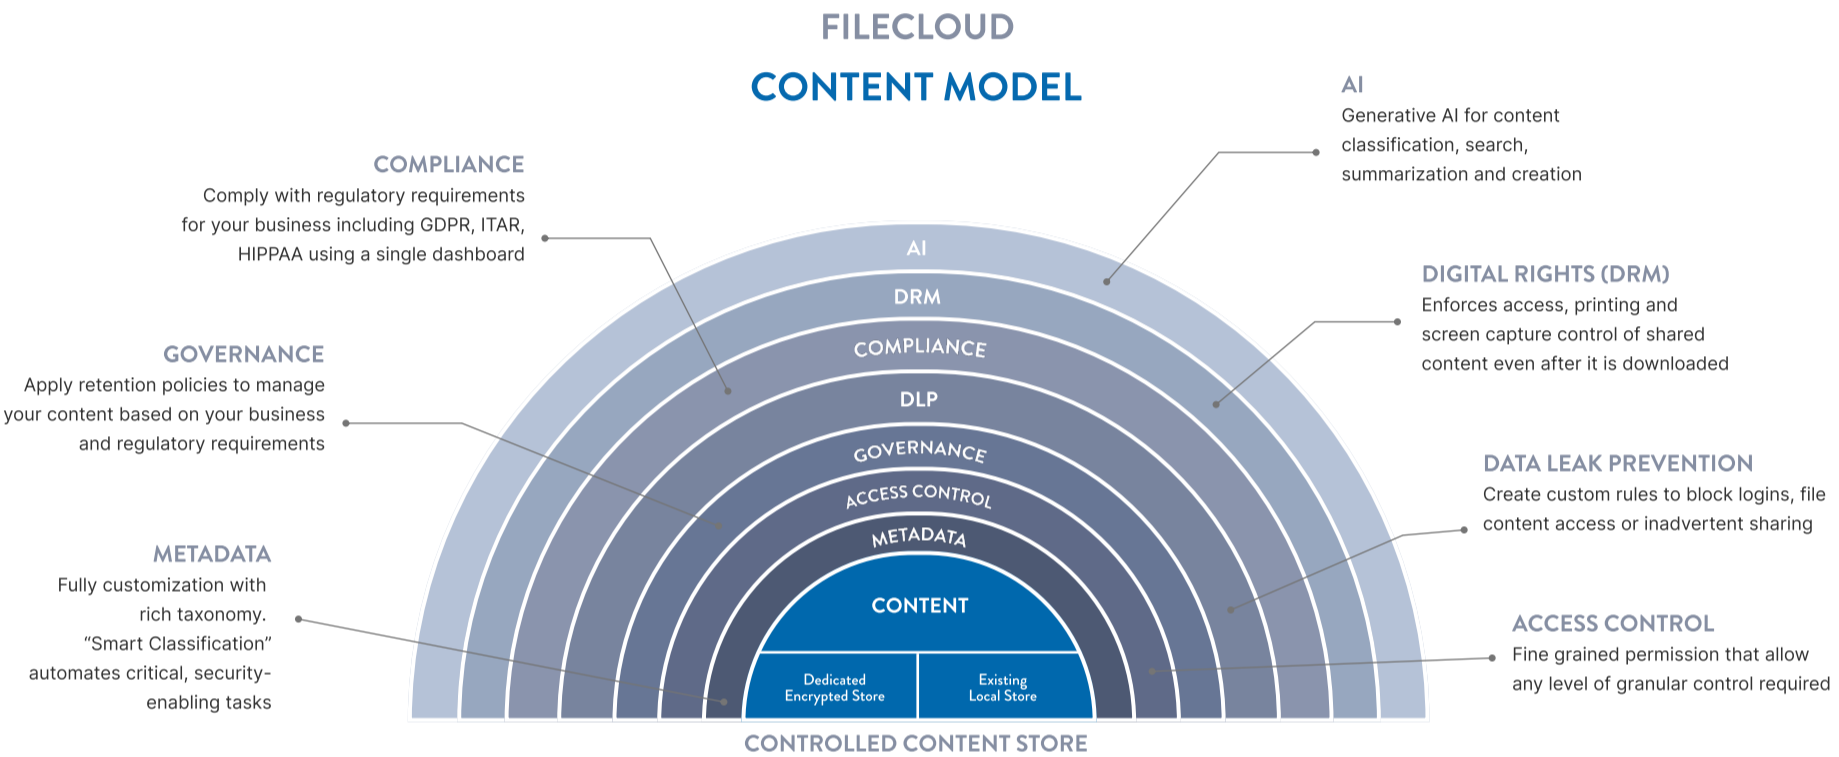 FILECLOUD
CONTENT MODEL
COMPLIANCE
Comply with regulatory requirements
for your business including GDPR, ITAR,
HIPPAA using a single dashboard
GOVERNANCE
Apply retention policies to manage
your content based on your business
and regulatory requirements
METADATA
Fully customization with
rich taxonomy.
“Smart Classification”
automates critical, security-
enabling tasks
AI
DRM
COMPLIANCE
DLP
GOVERNANCE
ACCESS CONTROL
METADATA
CONTENT
Dedicated
Encrypted Store
Existing
Local Store
CONTROLLED CONTENT STORE
AI
Generative AI for content
classification, search,
summarization and creation
DIGITAL RIGHTS (DRM)
Enforces access, printing and
screen capture control of shared
content even after it is downloaded
DATA LEAK PREVENTION
Create custom rules to block logins, file
content access or inadvertent sharing
ACCESS CONTROL
Fine grained permission that allow
any level of granular control required